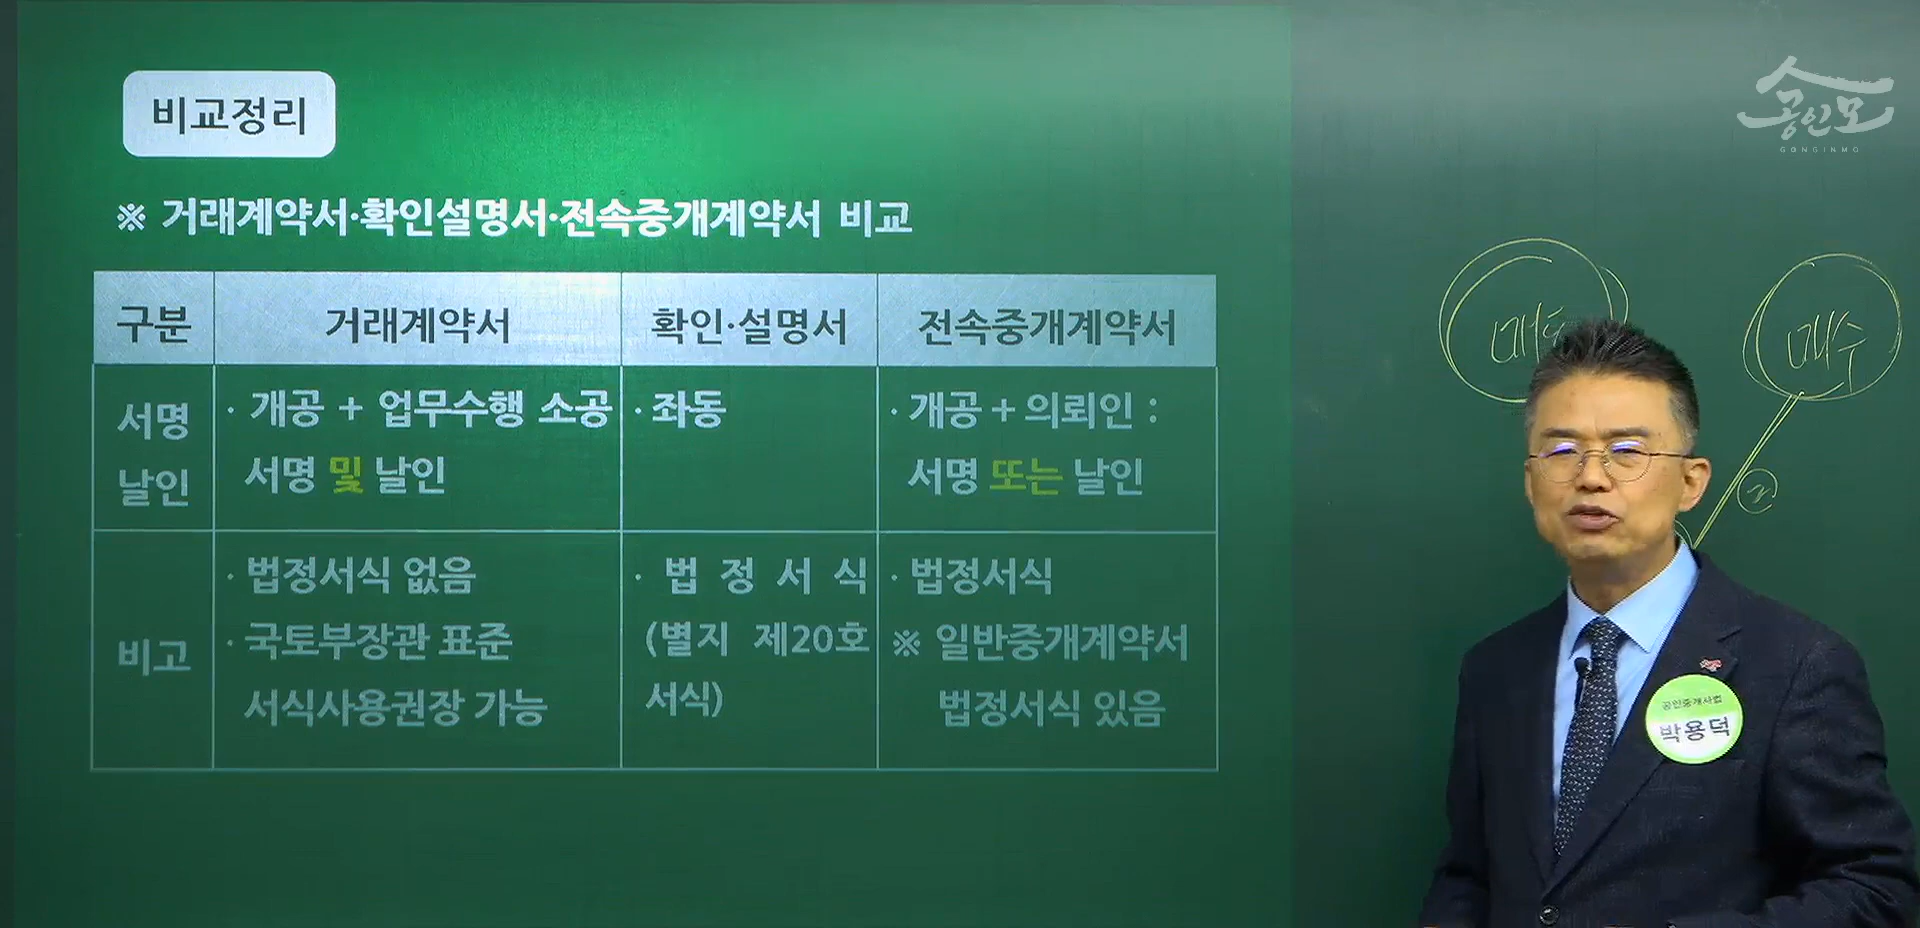 비교정리
※ 거래계약서·확인설명서·전속중개계약서 비교
구분
거래계약서
확인·설명서
전속중개계약서
서명
날인
· 개공 + 업무수행 소공
서명 및 날인
· 좌동
· 개공 + 의뢰인 :
서명 또는 날인
비고
· 법정서식 없음
· 국토부장관 표준
서식사용권장 가능
· 법 정 서 식
(별지 제20호
서식)
· 법정서식
※ 일반중개계약서
법정서식 있음
공인모
GONGINMO
매수
공인중개사법
박용덕